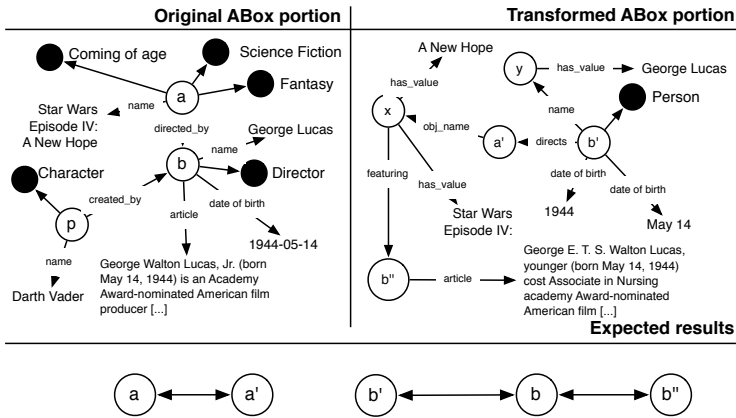 Original ABox portion
Coming of age
Science Fiction
Fantasy
a
name
Star Wars
Episode IV:
A New Hope
directed_by
George Lucas
name
Character
b
Director
created_by
p
article
date of birth
name
1944-05-14
Darth Vader
George Walton Lucas, Jr. (born
May 14, 1944) is an Academy
Award-nominated American film
producer [...]
Transformed ABox portion
A New Hope
has_value
y
has_value
George Lucas
Person
x
name
obj_name
a'
directs
b'
featuring
has_value
date of birth
date of birth
Star Wars
Episode IV:
1944
May 14
b"
article
George E. T. S. Walton Lucas,
younger (born May 14, 1944)
cost Associate in Nursing
academy Award-nominated
American film [...]
Expected results
a
a'
b'
b
b"